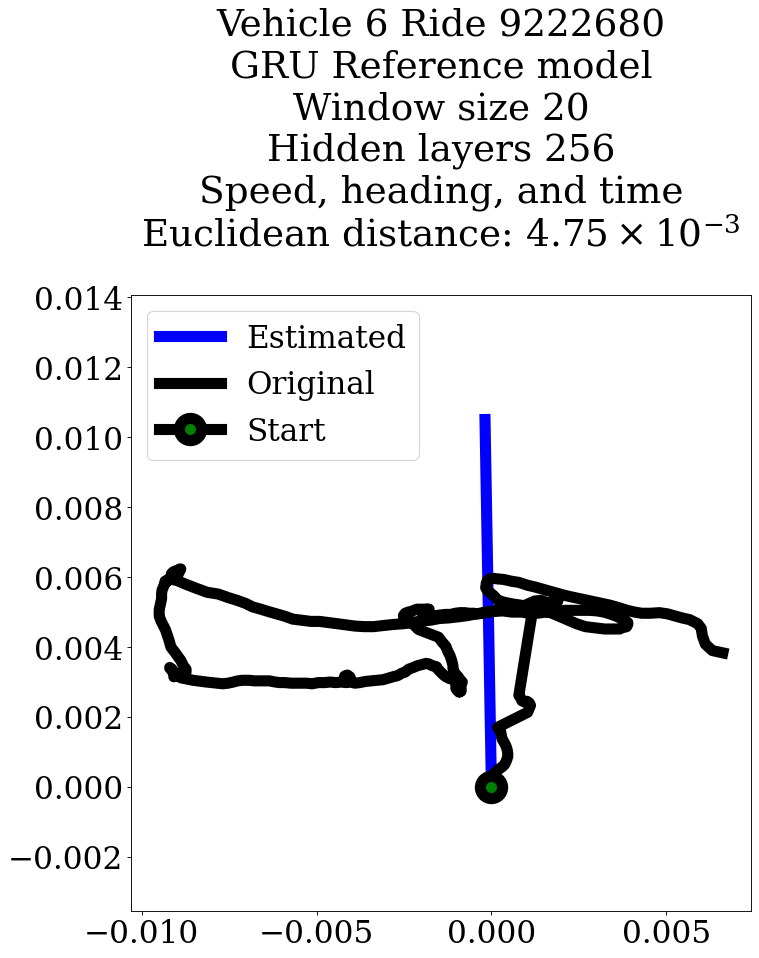 Vehicle 6 Ride 9222680
GRU Reference model
Window size 20
Hidden layers 256
Speed, heading, and time
Euclidean distance: 4.75 × 10⁻³
0.014
0.012
0.010
0.008
0.006
0.004
0.002
0.000
−0.002
Estimated
Original
Start
−0.010
−0.005
0.000
0.005